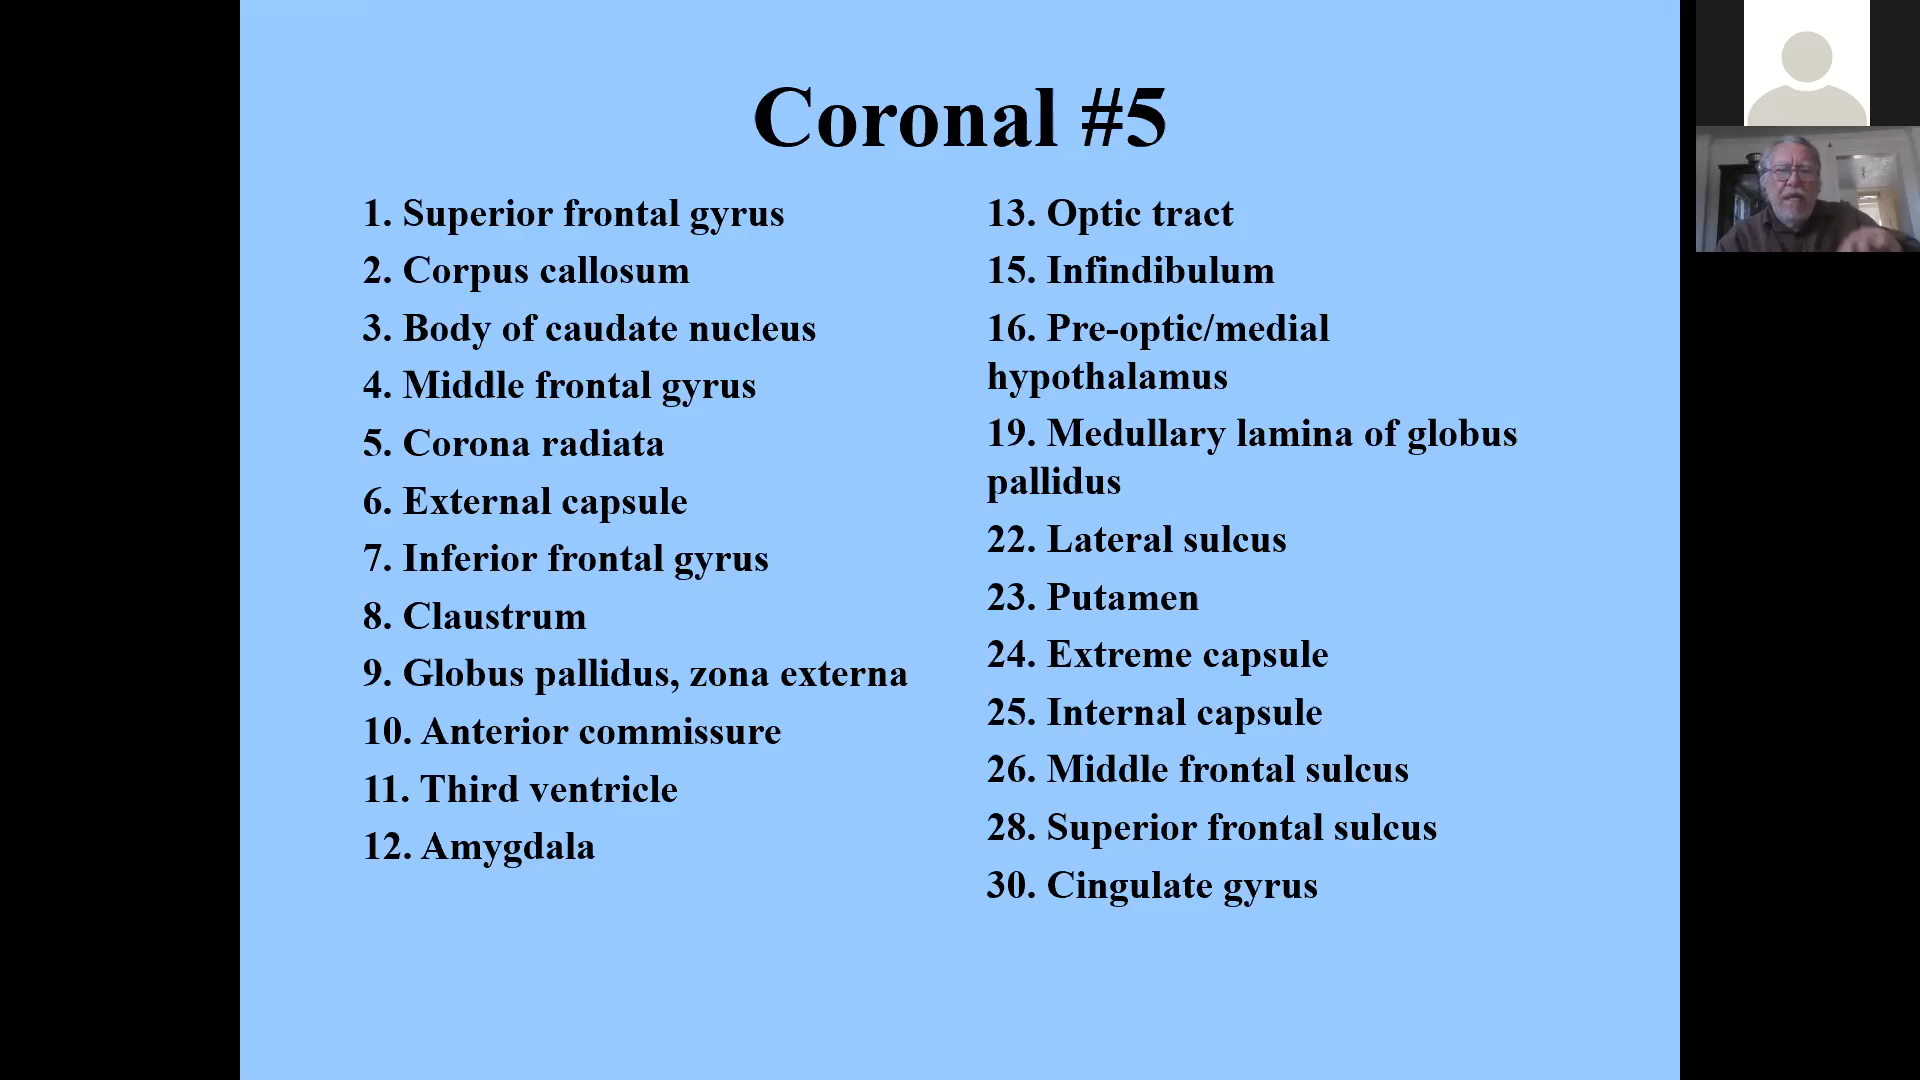 Coronal #5
1. Superior frontal gyrus
2. Corpus callosum
3. Body of caudate nucleus
4. Middle frontal gyrus
5. Corona radiata
6. External capsule
7. Inferior frontal gyrus
8. Claustrum
9. Globus pallidus, zona externa
10. Anterior commissure
11. Third ventricle
12. Amygdala
13. Optic tract
15. Infindibulum
16. Pre-optic/medial
hypothalamus
19. Medullary lamina of globus
pallidus
22. Lateral sulcus
23. Putamen
24. Extreme capsule
25. Internal capsule
26. Middle frontal sulcus
28. Superior frontal sulcus
30. Cingulate gyrus